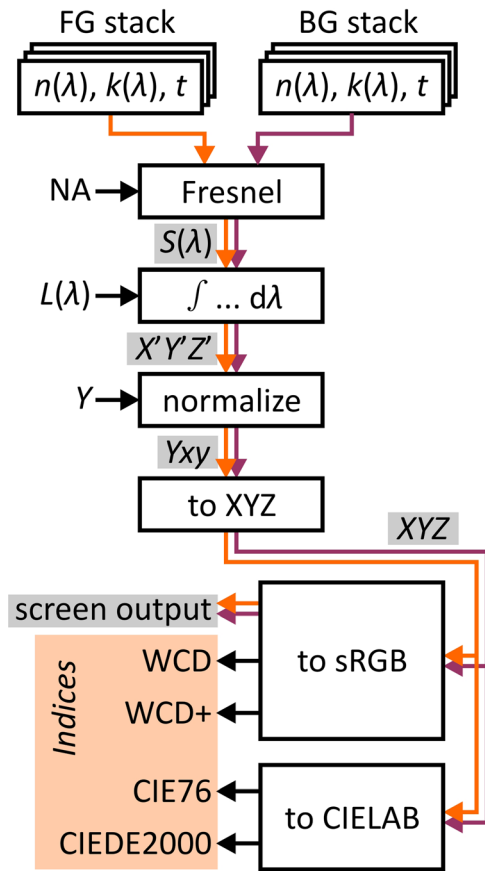 FG stack
BG stack
n(λ), k(λ), t
n(λ), k(λ), t
NA
Fresnel
S(λ)
L(λ)
∫ ... dλ
X'Y'Z'
Y
normalize
Yxy
to XYZ
XYZ
screen output
to sRGB
WCD
WCD+
Indices
CIE76
to CIELAB
CIEDE2000